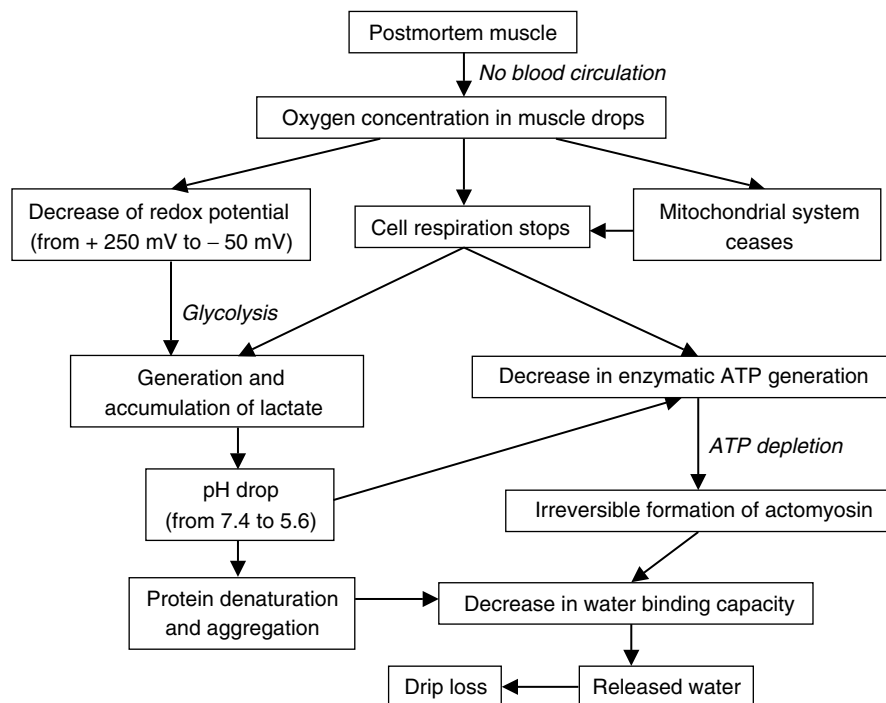 Postmortem muscle
No blood circulation
Oxygen concentration in muscle drops
Decrease of redox potential
(from + 250 mV to – 50 mV)
Cell respiration stops
Mitochondrial system
ceases
Glycolysis
Generation and
accumulation of lactate
Decrease in enzymatic ATP generation
ATP depletion
pH drop
(from 7.4 to 5.6)
Irreversible formation of actomyosin
Protein denaturation
and aggregation
Decrease in water binding capacity
Drip loss
Released water